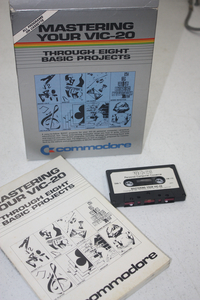 MASTERING
YOUR VIC-20
THROUGH EIGHT
BASIC PROJECTS
commodore
MASTERING
YOUR VIC-20
THROUGH EIGHT
BASIC PROJECTS
commodore